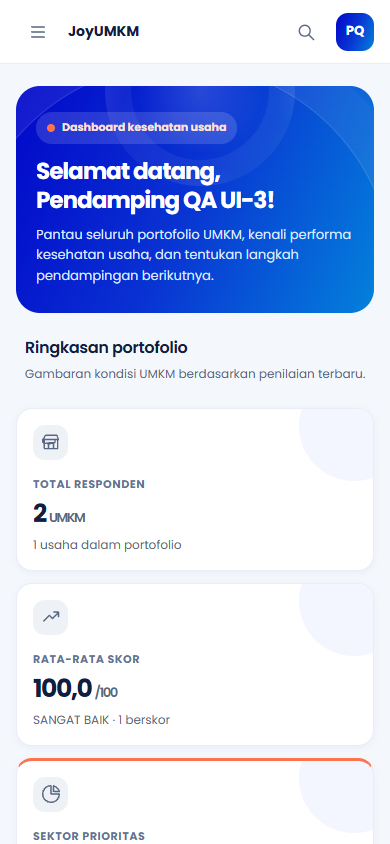 JoyUMKM
PQ
Dashboard kesehatan usaha
Selamat datang,
Pendamping QA UI-3!
Pantau seluruh portofolio UMKM, kenali performa
kesehatan usaha, dan tentukan langkah
pendampingan berikutnya.
Ringkasan portofolio
Gambaran kondisi UMKM berdasarkan penilaian terbaru.
TOTAL RESPONDEN
2 UMKM
1 usaha dalam portofolio
RATA-RATA SKOR
100,0 /100
SANGAT BAIK · 1 berskor
SEKTOR PRIORITAS